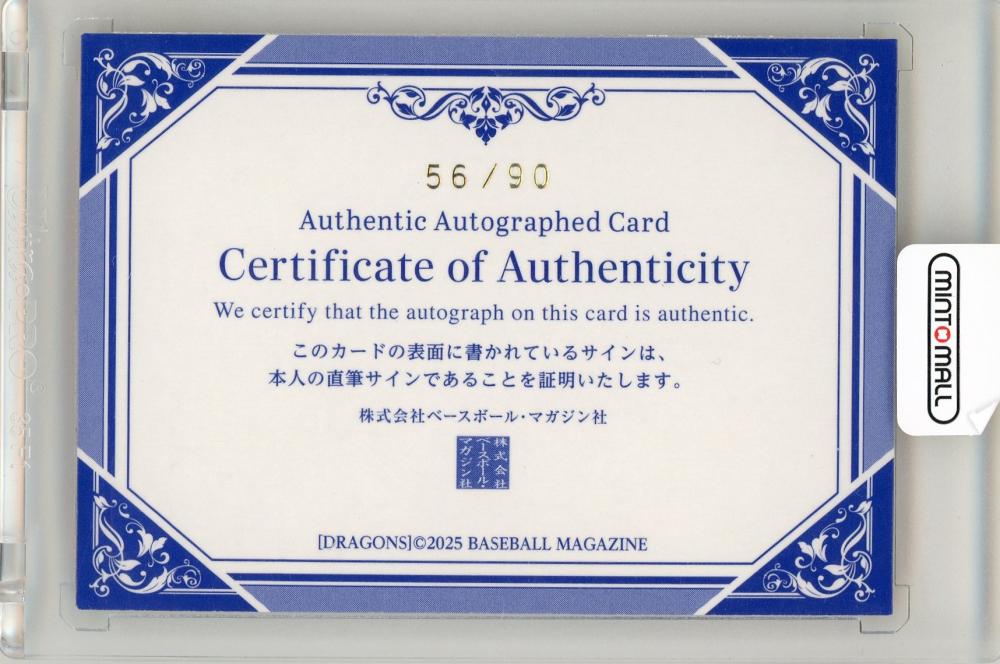 56/90
Authentic Autographed Card
Certificate of Authenticity
We certify that the autograph on this card is authentic.
このカードの表面に書かれているサインは、
本人の直筆サインであることを証明いたします。
株式会社ベースボール・マガジン社
株式会社
ベースボール・
マガジン社
[DRAGONS]©2025 BASEBALL MAGAZINE
MINTOMALL